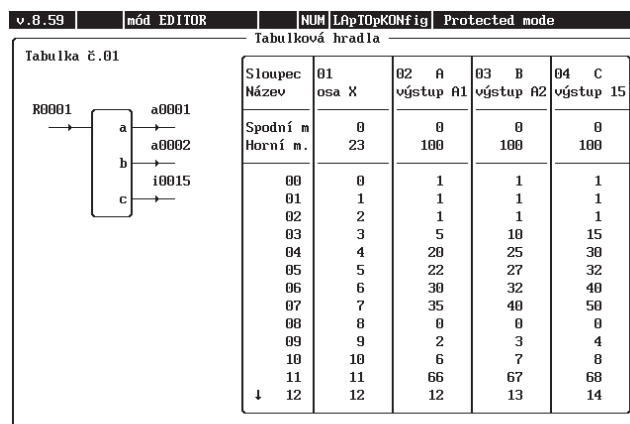 v.8.59 mód EDITOR NUM LApTOpKONfig Protected mode
Tabulková hradla
Tabulka č.01
Sloupec 01 02 A 03 B 04 C
Název osa X výstup A1 výstup A2 výstup 15
R0001 a0001
a
Spodní m 0 0 0 0
a0002
Horní m. 23 100 100 100
b
i0015
c
00 0 1 1 1
01 1 1 1 1
02 2 1 1 1
03 3 5 10 15
04 4 20 25 30
05 5 22 27 32
06 6 30 32 40
07 7 35 40 50
08 8 0 0 0
09 9 2 3 4
10 10 6 7 8
11 11 66 67 68
↓ 12 12 12 13 14